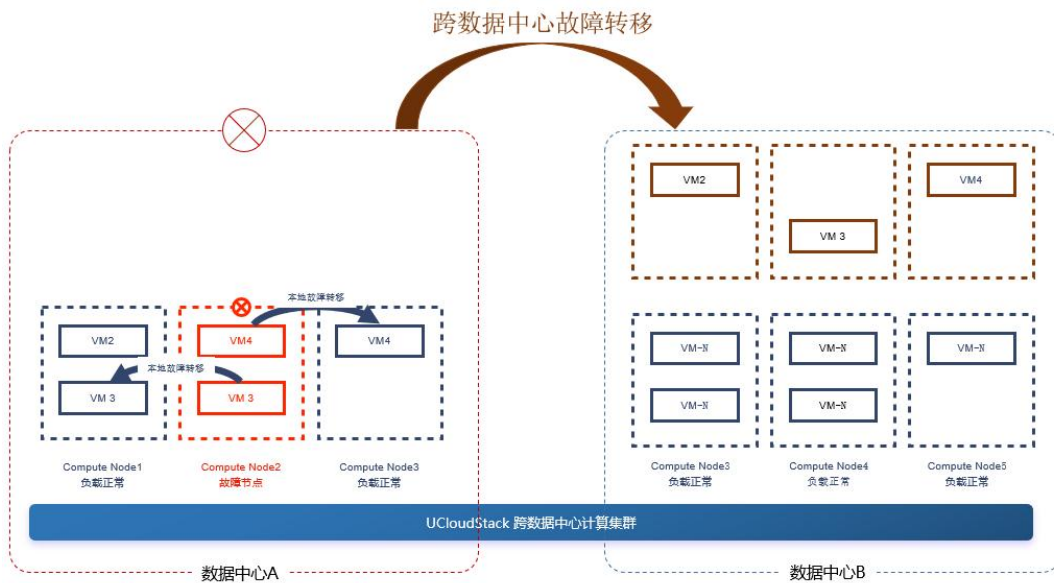 跨数据中心故障转移
VM2
VM4
VM 3
本地故障转移
VM2
VM4
VM4
本地故障转移
VM 3
VM 3
VM-N
VM-N
VM-N
VM-N
VM-N
Compute Node1
负载正常
Compute Node2
故障节点
Compute Node3
负载正常
Compute Node3
负载正常
Compute Node4
负载正常
Compute Node5
负载正常
UCloudStack 跨数据中心计算集群
数据中心A
数据中心B